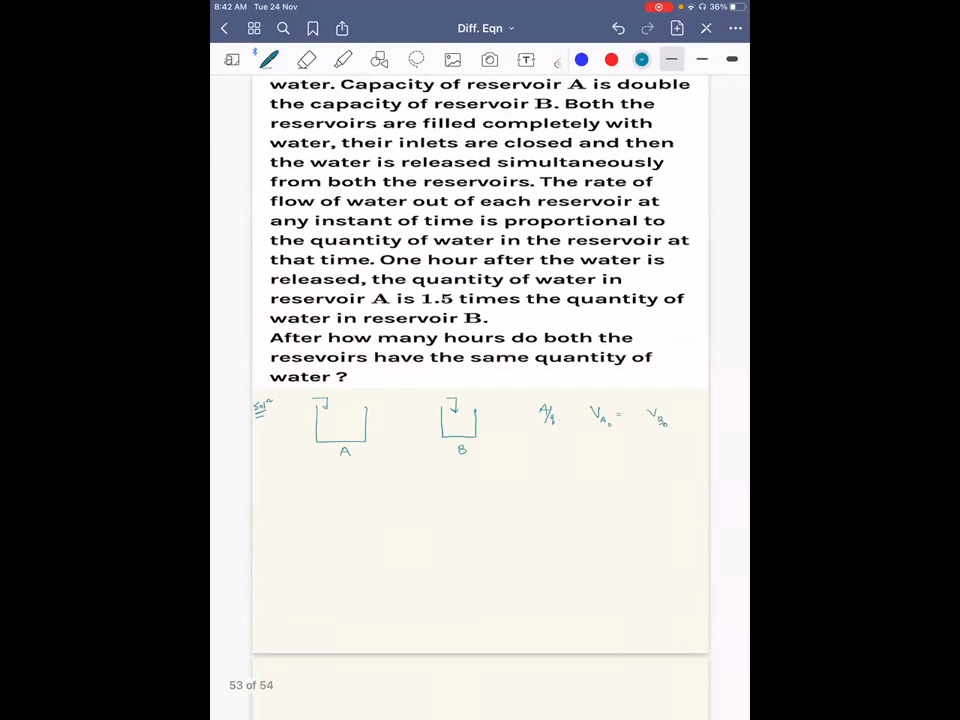 8:42 AM Tue 24 Nov 36%
Diff. Eqn
water. Capacity of reservoir A is double
the capacity of reservoir B. Both the
reservoirs are filled completely with
water, their inlets are closed and then
the water is released simultaneously
from both the reservoirs. The rate of
flow of water out of each reservoir at
any instant of time is proportional to
the quantity of water in the reservoir at
that time. One hour after the water is
released, the quantity of water in
reservoir A is 1.5 times the quantity of
water in reservoir B.
After how many hours do both the
resevoirs have the same quantity of
water ?
Solⁿ A/q. V_A₀ = V_B₀
A B
53 of 54